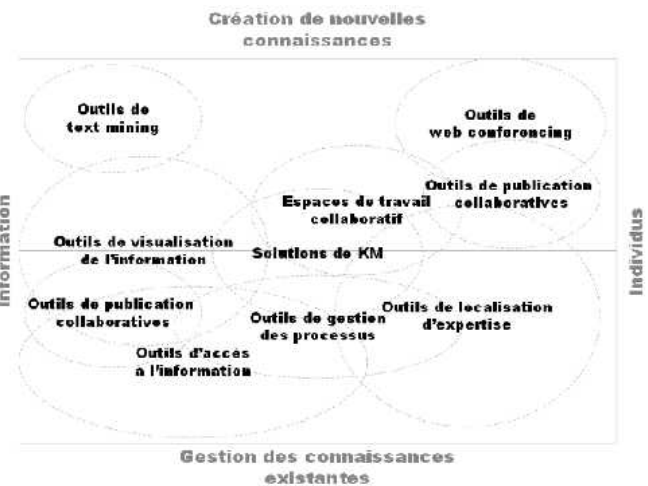 Création de nouvelles
connaissances
Outils de
text mining
Outils de
web conferencing
Outils de publication
collaboratives
Espaces de travail
collaboratif
Information
Individus
Outils de visualisation
de l'information
Solutions de KM
Outils de publication
collaboratives
Outils de gestion
des processus
Outils de localisation
d'expertise
Outils d'accès
à l'information
Gestion des connaissances
existantes